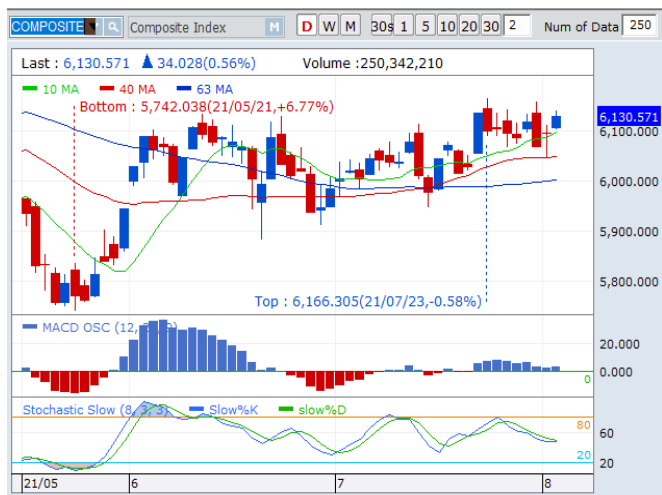 COMPOSITE Composite Index M D W M 30s 1 5 10 20 30 2 Num of Data 250
Last : 6,130.571 ▲ 34.028(0.56%) Volume :250,342,210
10 MA 40 MA 63 MA
Bottom : 5,742.038(21/05/21,+6.77%)
6,130.571
6,100.000
6,000.000
5,900.000
5,800.000
Top : 6,166.305(21/07/23,-0.58%)
MACD OSC (12,
20.000
0.000
0
Stochastic Slow (8, 3, 3) Slow%K slow%D
80
60
20
20
21/05 6 7 8